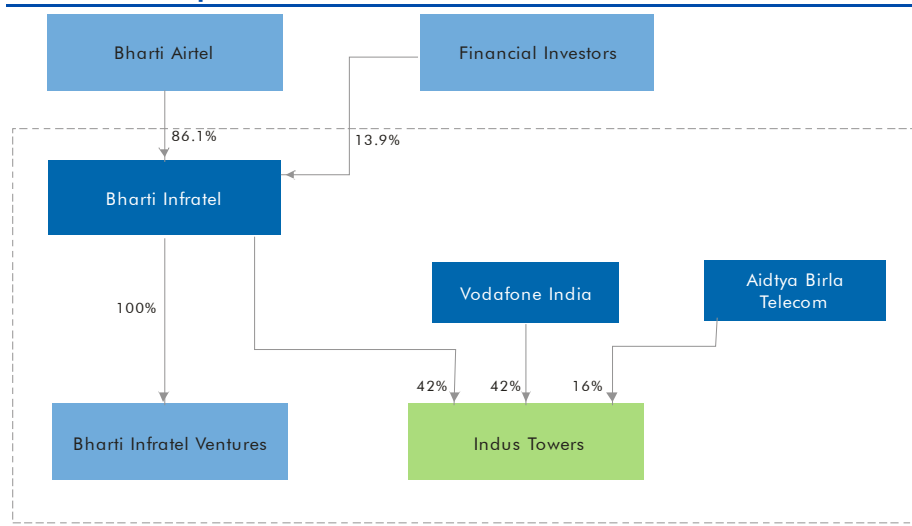 Bharti Airtel
Financial Investors
86.1%
13.9%
Bharti Infratel
Vodafone India
Aidtya Birla
Telecom
100%
42%
42%
16%
Bharti Infratel Ventures
Indus Towers